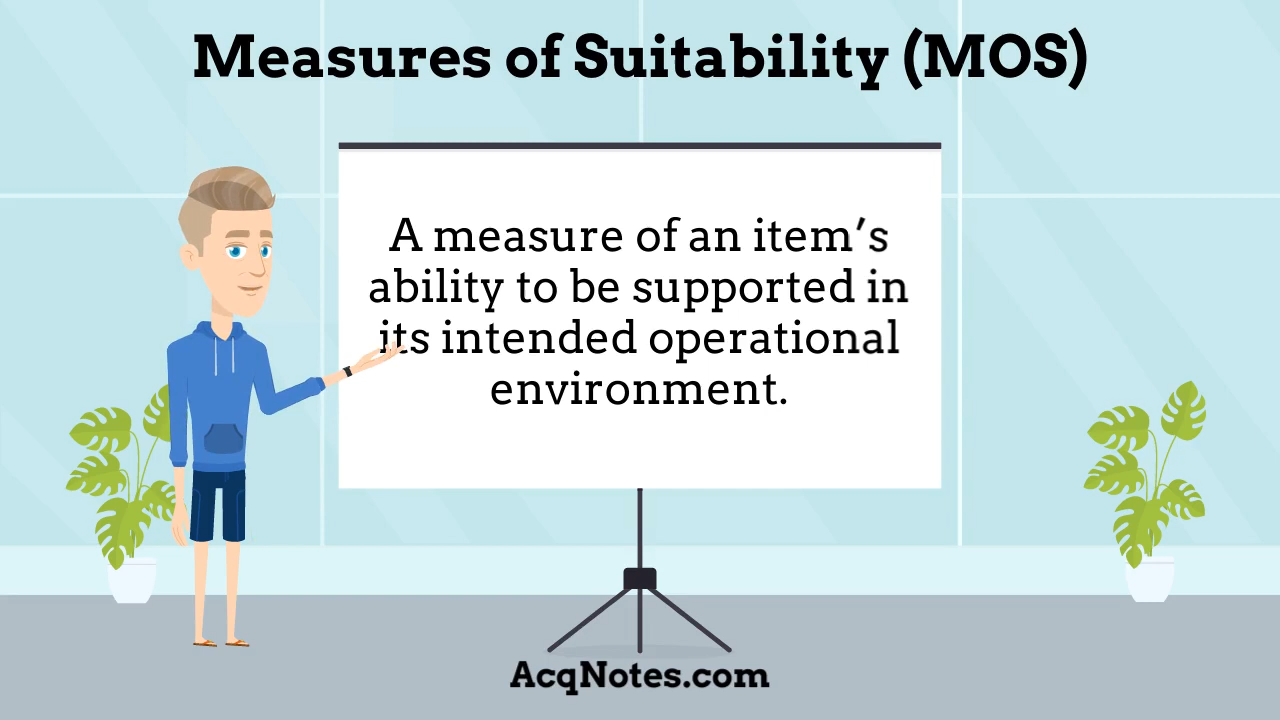 Measures of Suitability (MOS)
A measure of an item’s
ability to be supported in
its intended operational
environment.
AcqNotes.com